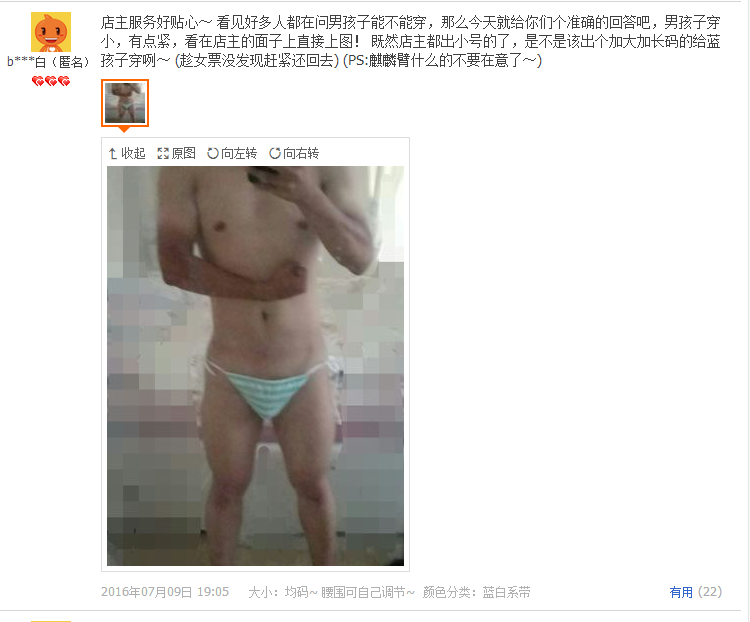 店主服务好贴心～ 看见好多人都在问男孩子能不能穿，那么今天就给你们个准确的回答吧，男孩子穿
小，有点紧，看在店主的面子上直接上图！ 既然店主都出小号的了，是不是该出个加大加长码的给蓝
孩子穿咧～ (趁女票没发现赶紧还回去) (PS:麒麟臂什么的不要在意了～)
b***白（匿名）
收起 原图 向左转 向右转
2016年07月09日 19:05 大小：均码~ 腰围可自己调节~ 颜色分类：蓝白系带 有用 (22)